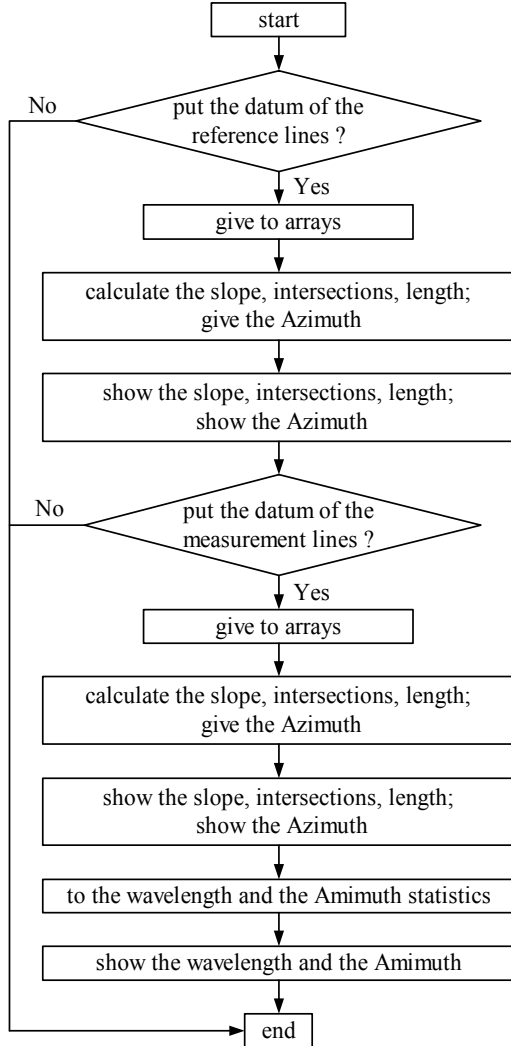 start
No
put the datum of the
reference lines ?
Yes
give to arrays
calculate the slope, intersections, length;
give the Azimuth
show the slope, intersections, length;
show the Azimuth
No
put the datum of the
measurement lines ?
Yes
give to arrays
calculate the slope, intersections, length;
give the Azimuth
show the slope, intersections, length;
show the Azimuth
to the wavelength and the Amimuth statistics
show the wavelength and the Amimuth
end